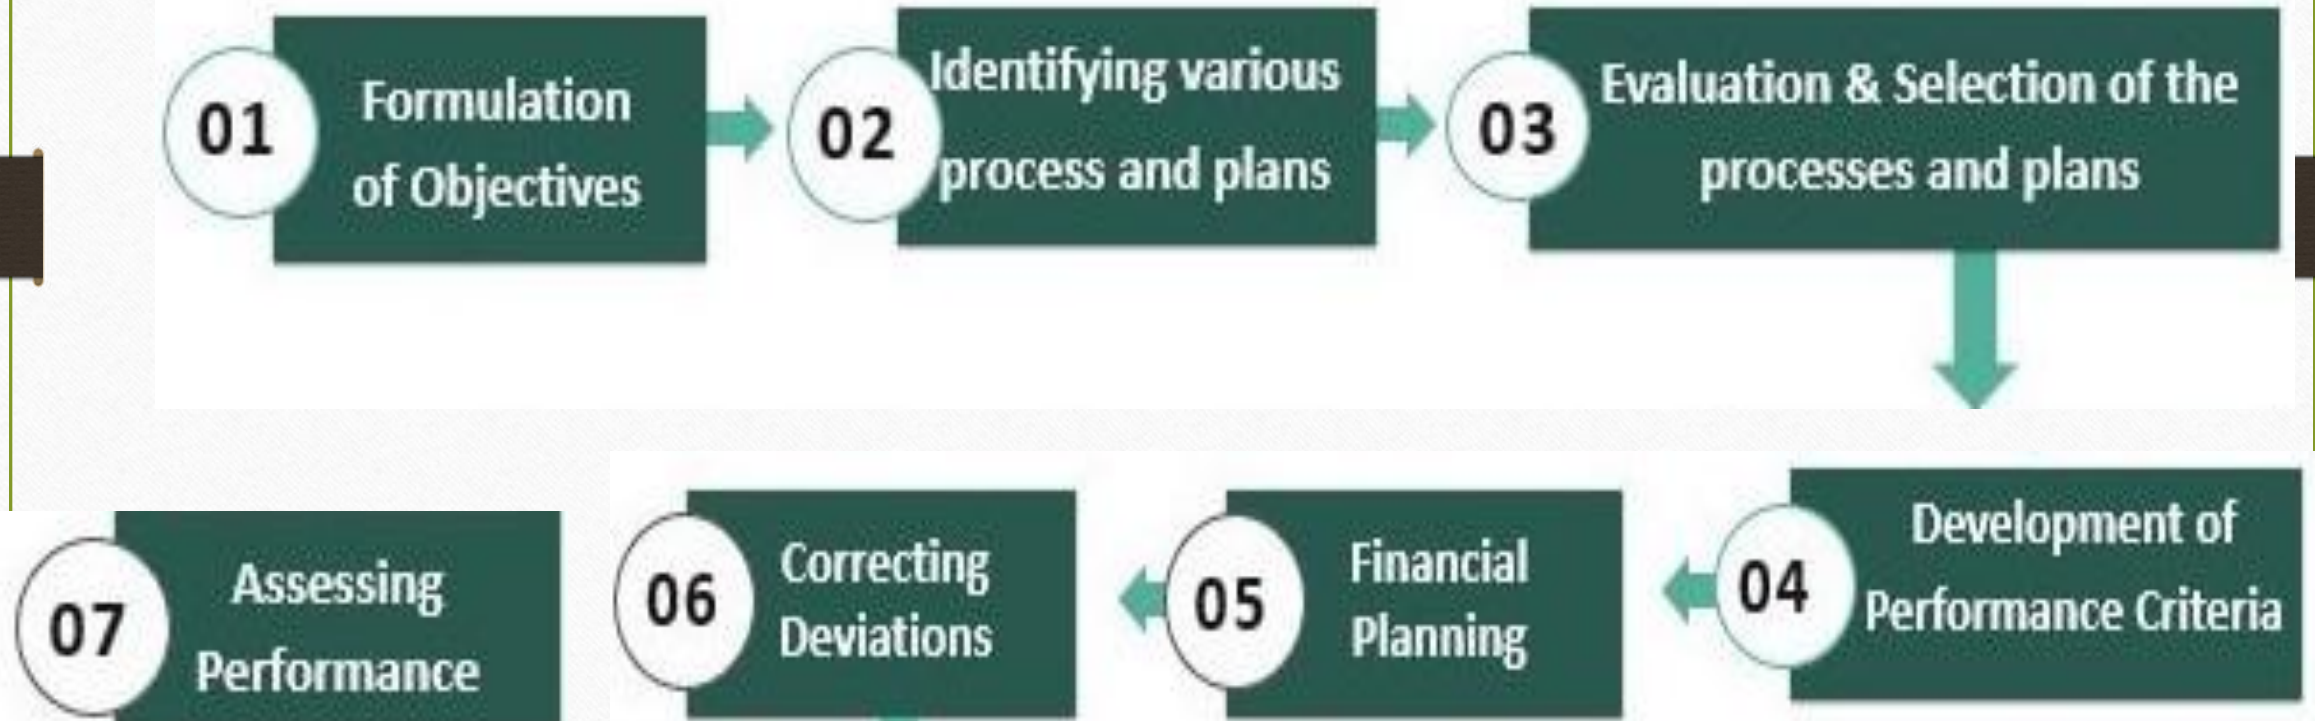 01
Formulation
of Objectives
02
Identifying various
process and plans
03
Evaluation & Selection of the
processes and plans
04
Development of
Performance Criteria
05
Financial
Planning
06
Correcting
Deviations
07
Assessing
Performance